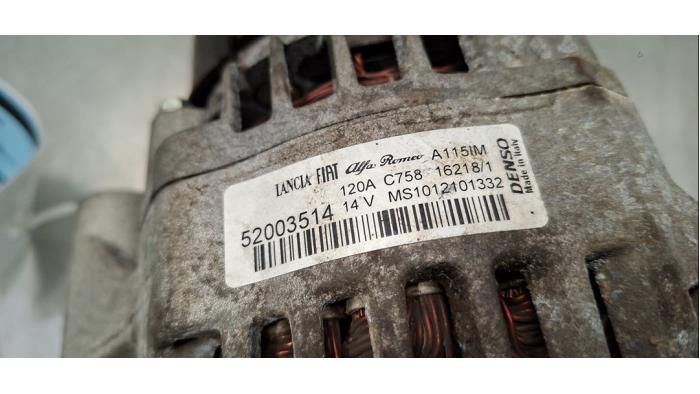 LANCIA FIAT Alfa Romeo A115IM
120A C758 16218/1
52003514 14 V MS1012101332
DENSO
Made in Italy